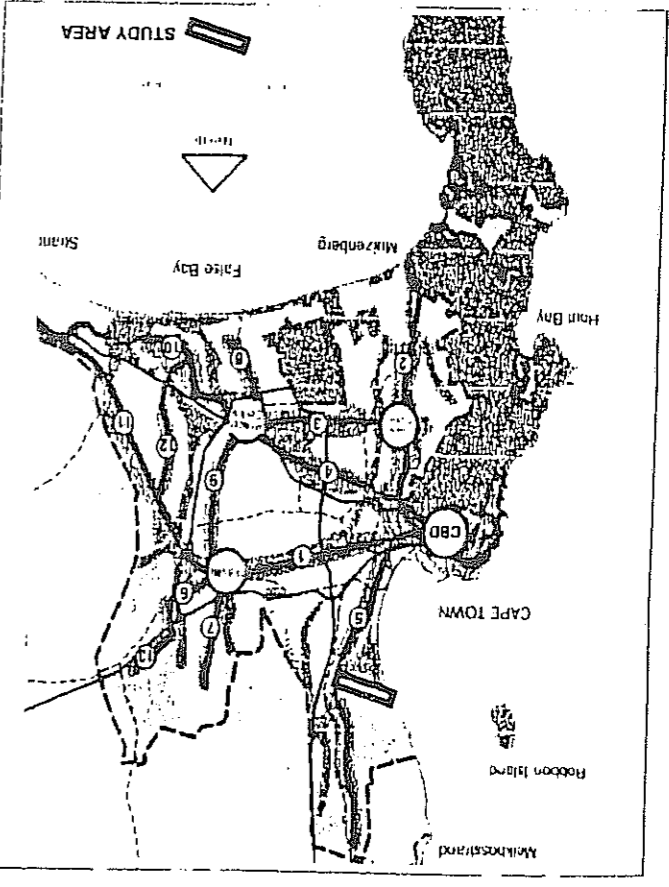 Melkbosstrand
Robben Island
13
7
5
CAPE TOWN
6
1
CBD
9
4
12
3
11
2
8
10
Hout Bay
Muizenberg
False Bay
Strand
North
STUDY AREA